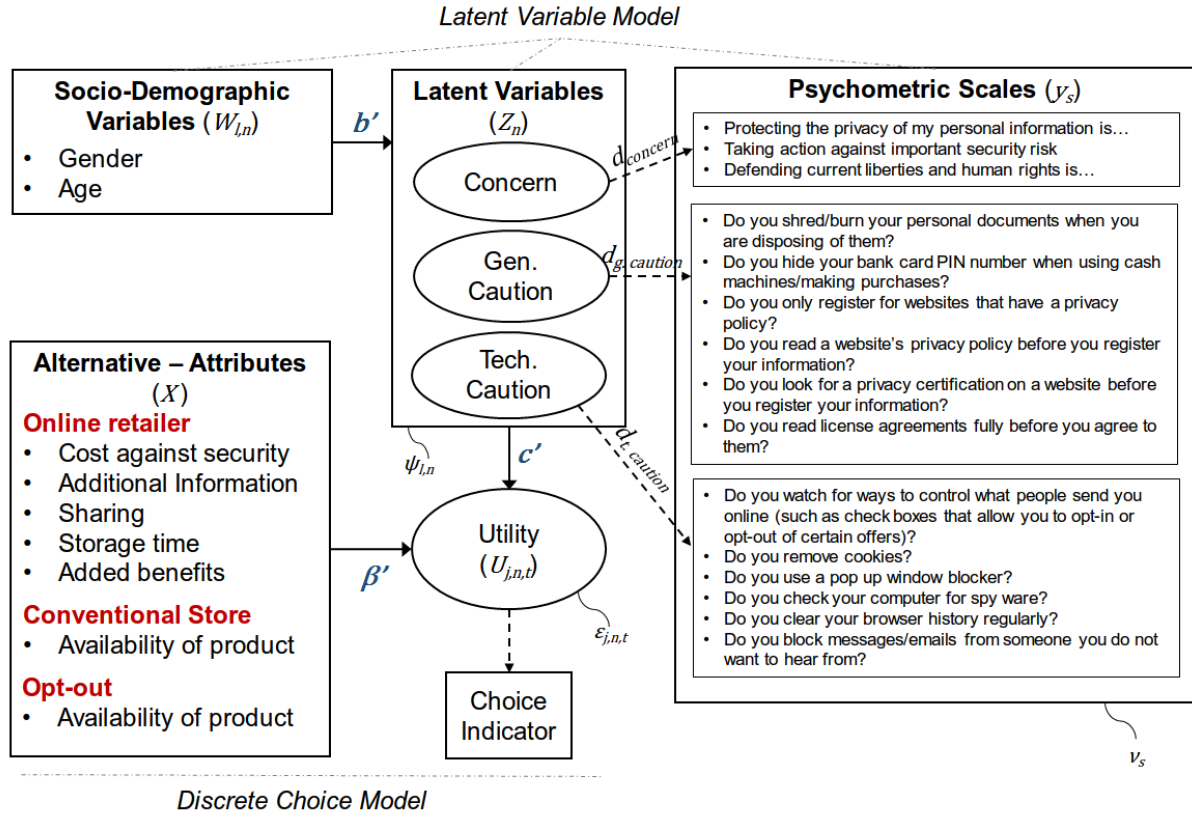 Latent Variable Model
Socio-Demographic
Variables (W_{l,n})
• Gender
• Age
b’
Latent Variables
(Z_n)
Concern
Gen.
Caution
Tech.
Caution
d_{concern}
d_{g. caution}
d_{t. caution}
Psychometric Scales (y_s)
• Protecting the privacy of my personal information is…
• Taking action against important security risk
• Defending current liberties and human rights is…
• Do you shred/burn your personal documents when you
are disposing of them?
• Do you hide your bank card PIN number when using cash
machines/making purchases?
• Do you only register for websites that have a privacy
policy?
• Do you read a website’s privacy policy before you register
your information?
• Do you look for a privacy certification on a website before
you register your information?
• Do you read license agreements fully before you agree to
them?
• Do you watch for ways to control what people send you
online (such as check boxes that allow you to opt-in or
opt-out of certain offers)?
• Do you remove cookies?
• Do you use a pop up window blocker?
• Do you check your computer for spy ware?
• Do you clear your browser history regularly?
• Do you block messages/emails from someone you do not
want to hear from?
ν_s
Alternative – Attributes
(X)
Online retailer
• Cost against security
• Additional Information
• Sharing
• Storage time
• Added benefits
Conventional Store
• Availability of product
Opt-out
• Availability of product
ψ_{l,n}
c’
β’
Utility
(U_{j,n,t})
ε_{j,n,t}
Choice
Indicator
Discrete Choice Model